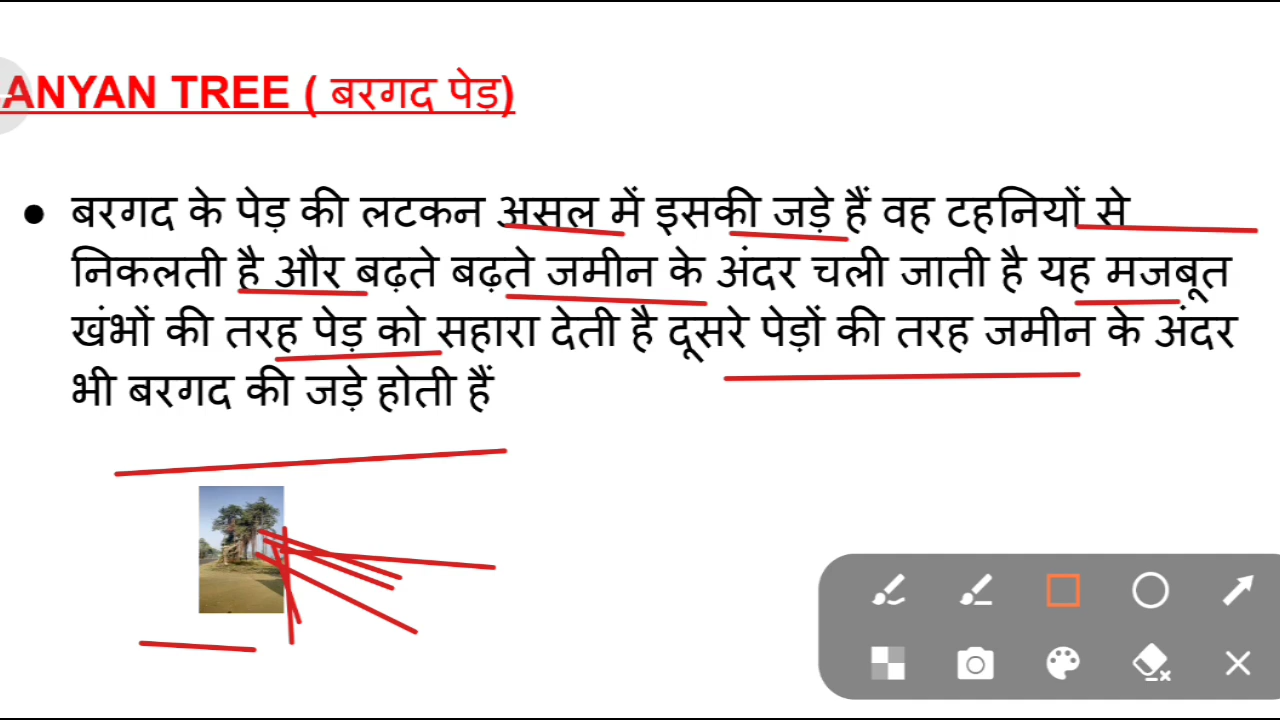 ANYAN TREE ( बरगद पेड़)
● बरगद के पेड़ की लटकन असल में इसकी जड़े हैं वह टहनियों से
निकलती है और बढ़ते बढ़ते जमीन के अंदर चली जाती है यह मजबूत
खंभों की तरह पेड़ को सहारा देती है दूसरे पेड़ों की तरह जमीन के अंदर
भी बरगद की जड़े होती हैं